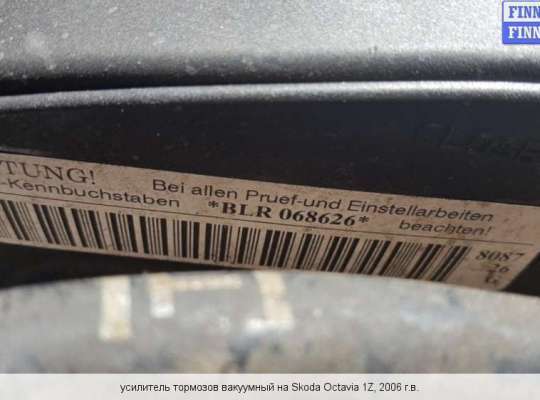 FINN
FINN
TUNG! Bei allen Pruef-und Einstellarbeiten
-Kennbuchstaben *BLR 068626* beachten!
8087
26
усилитель тормозов вакуумный на Skoda Octavia 1Z, 2006 г.в.